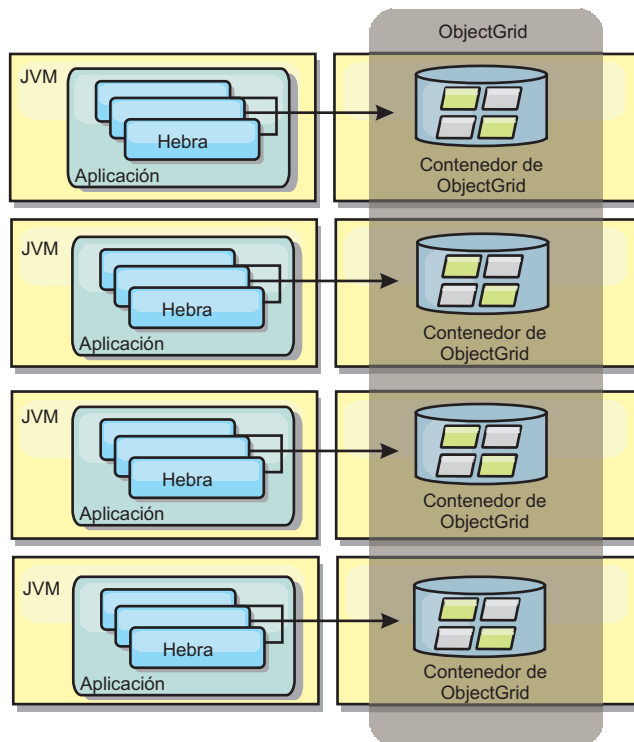 ObjectGrid
JVM
Hebra
Aplicación
Contenedor de
ObjectGrid
JVM
Hebra
Aplicación
Contenedor de
ObjectGrid
JVM
Hebra
Aplicación
Contenedor de
ObjectGrid
JVM
Hebra
Aplicación
Contenedor de
ObjectGrid